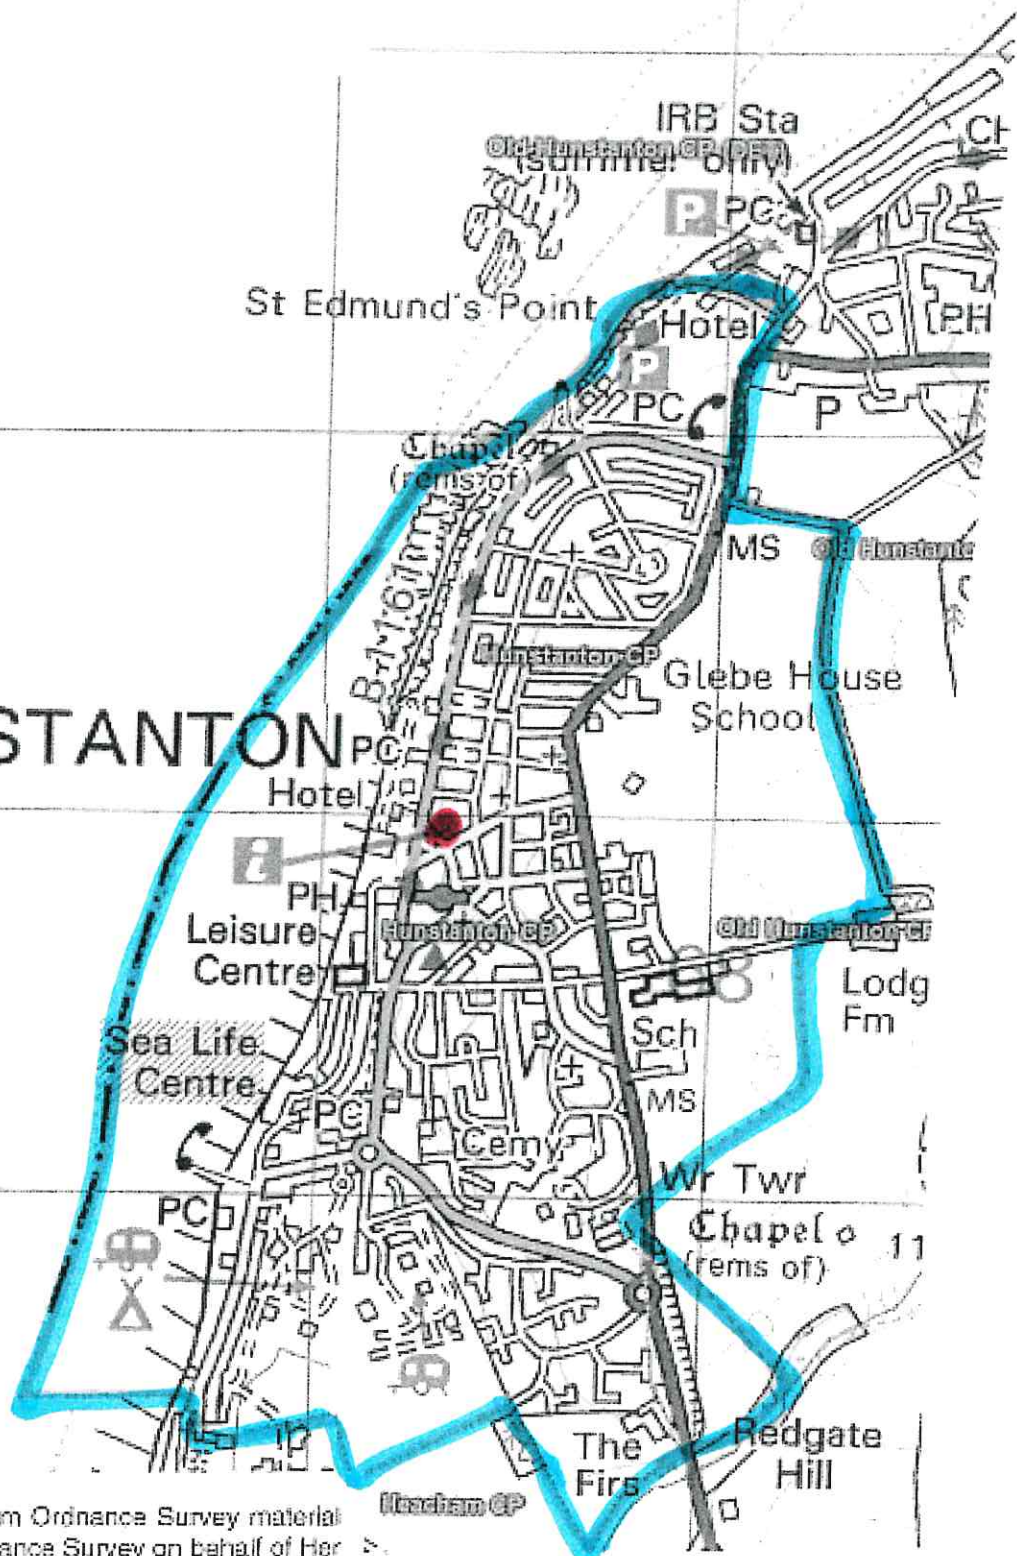 IRB Sta
Old Hunstanton CP (DET)
(summer only)
CH
P
PC
St Edmund's Point
Hotel
PH
P
PC
P
Chapel
(rems of)
MS
Old Hunstanto
B 1161
Hunstanton CP
Glebe House
School
STANTON
PC
Hotel
i
PH
Hunstanton CP
Old Hunstanton CP
Leisure
Centre
Lodg
Fm
Sch
Sea Life
Centre
MS
PC
Cemy
Wr Twr
PC
Chapel
(rems of)
11
Redgate
Hill
The
Firs
Heacham CP
m Ordnance Survey material
ance Survey on behalf of Her